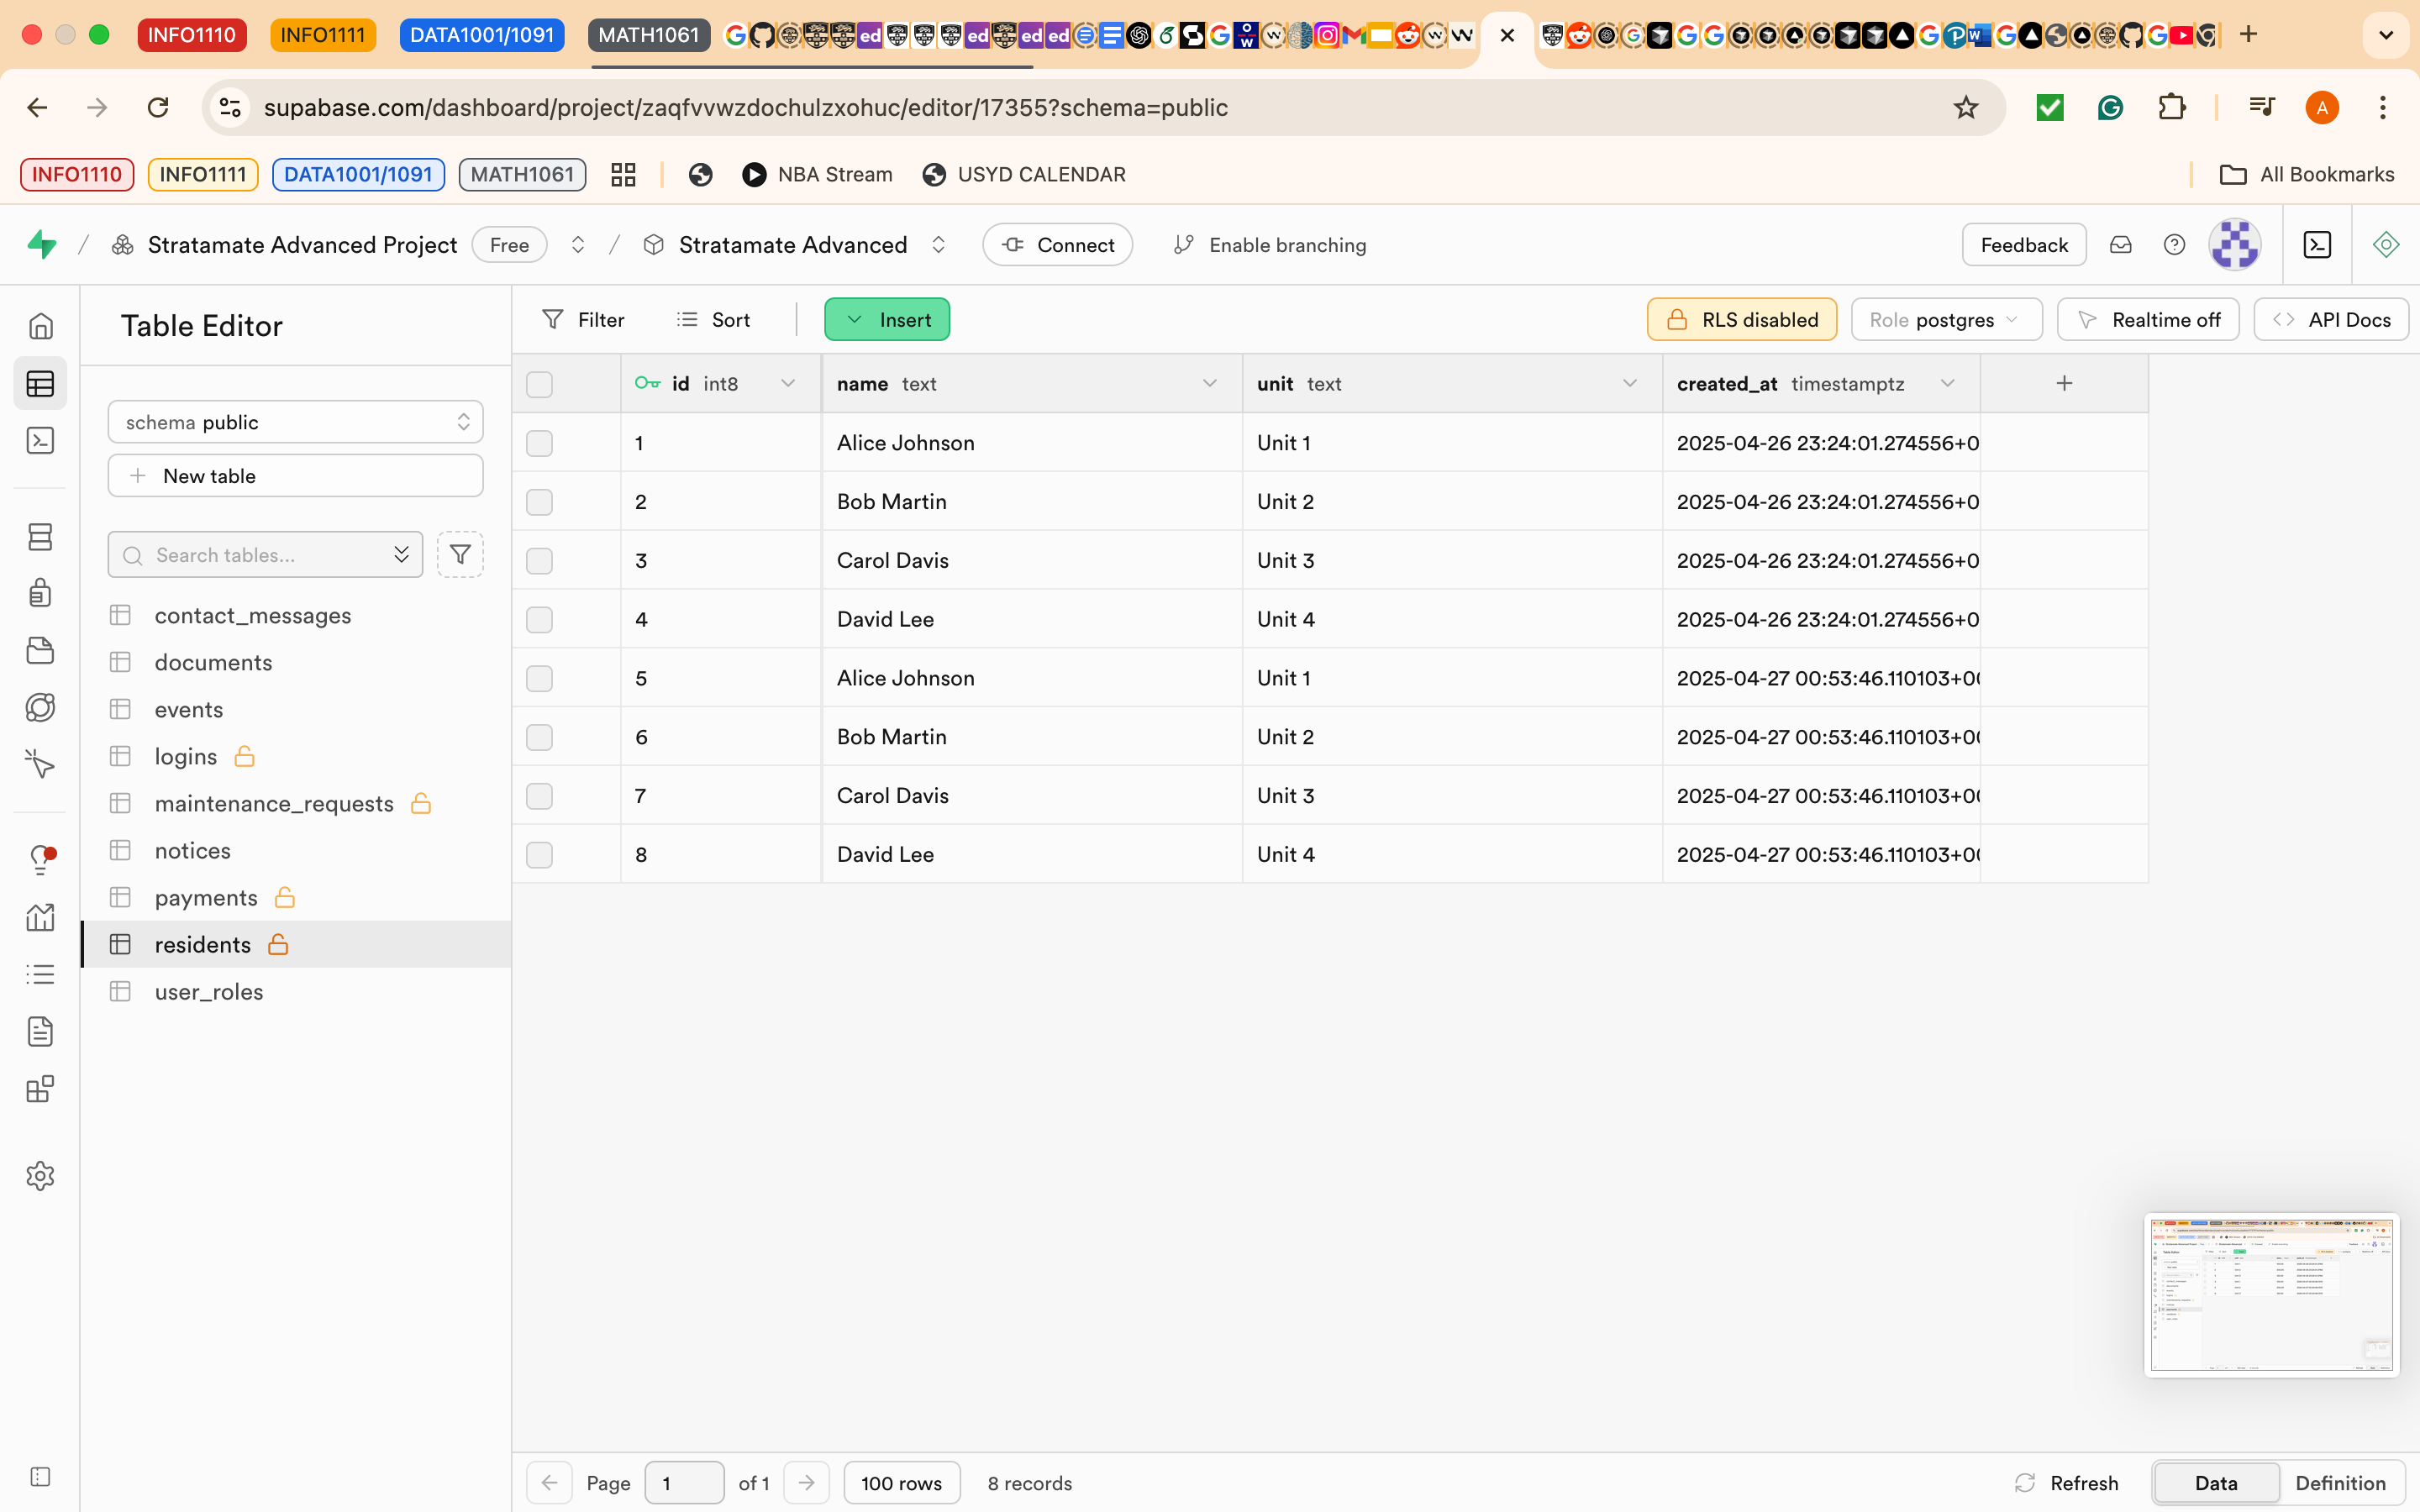 INFO1110 INFO1111 DATA1001/1091 MATH1061
supabase.com/dashboard/project/zaqfvvwzdochulzxohuc/editor/17355?schema=public A
INFO1110 INFO1111 DATA1001/1091 MATH1061 NBA Stream USYD CALENDAR All Bookmarks
/ Stratamate Advanced Project Free / Stratamate Advanced Connect Enable branching Feedback
Table Editor
Filter Sort Insert RLS disabled Role postgres Realtime off API Docs
schema public
New table
Search tables...
contact_messages
documents
events
logins
maintenance_requests
notices
payments
residents
user_roles
id int8 name text unit text created_at timestamptz
1 Alice Johnson Unit 1 2025-04-26 23:24:01.274556+0
2 Bob Martin Unit 2 2025-04-26 23:24:01.274556+0
3 Carol Davis Unit 3 2025-04-26 23:24:01.274556+0
4 David Lee Unit 4 2025-04-26 23:24:01.274556+0
5 Alice Johnson Unit 1 2025-04-27 00:53:46.110103+00
6 Bob Martin Unit 2 2025-04-27 00:53:46.110103+00
7 Carol Davis Unit 3 2025-04-27 00:53:46.110103+00
8 David Lee Unit 4 2025-04-27 00:53:46.110103+00
Page 1 of 1 100 rows 8 records Refresh Data Definition